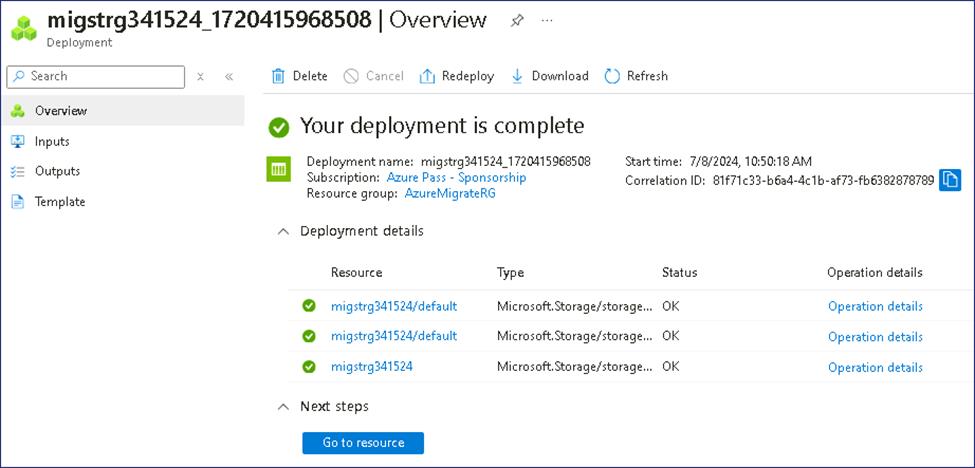 migstrg341524_1720415968508 | Overview ...
Deployment
Search
Delete Cancel Redeploy Download Refresh
Overview
Inputs
Outputs
Template
Your deployment is complete
Deployment name: migstrg341524_1720415968508
Subscription: Azure Pass - Sponsorship
Resource group: AzureMigrateRG
Start time: 7/8/2024, 10:50:18 AM
Correlation ID: 81f71c33-b6a4-4c1b-af73-fb6382878789
Deployment details
Resource Type Status Operation details
migstrg341524/default Microsoft.Storage/storage... OK Operation details
migstrg341524/default Microsoft.Storage/storage... OK Operation details
migstrg341524 Microsoft.Storage/storage... OK Operation details
Next steps
Go to resource